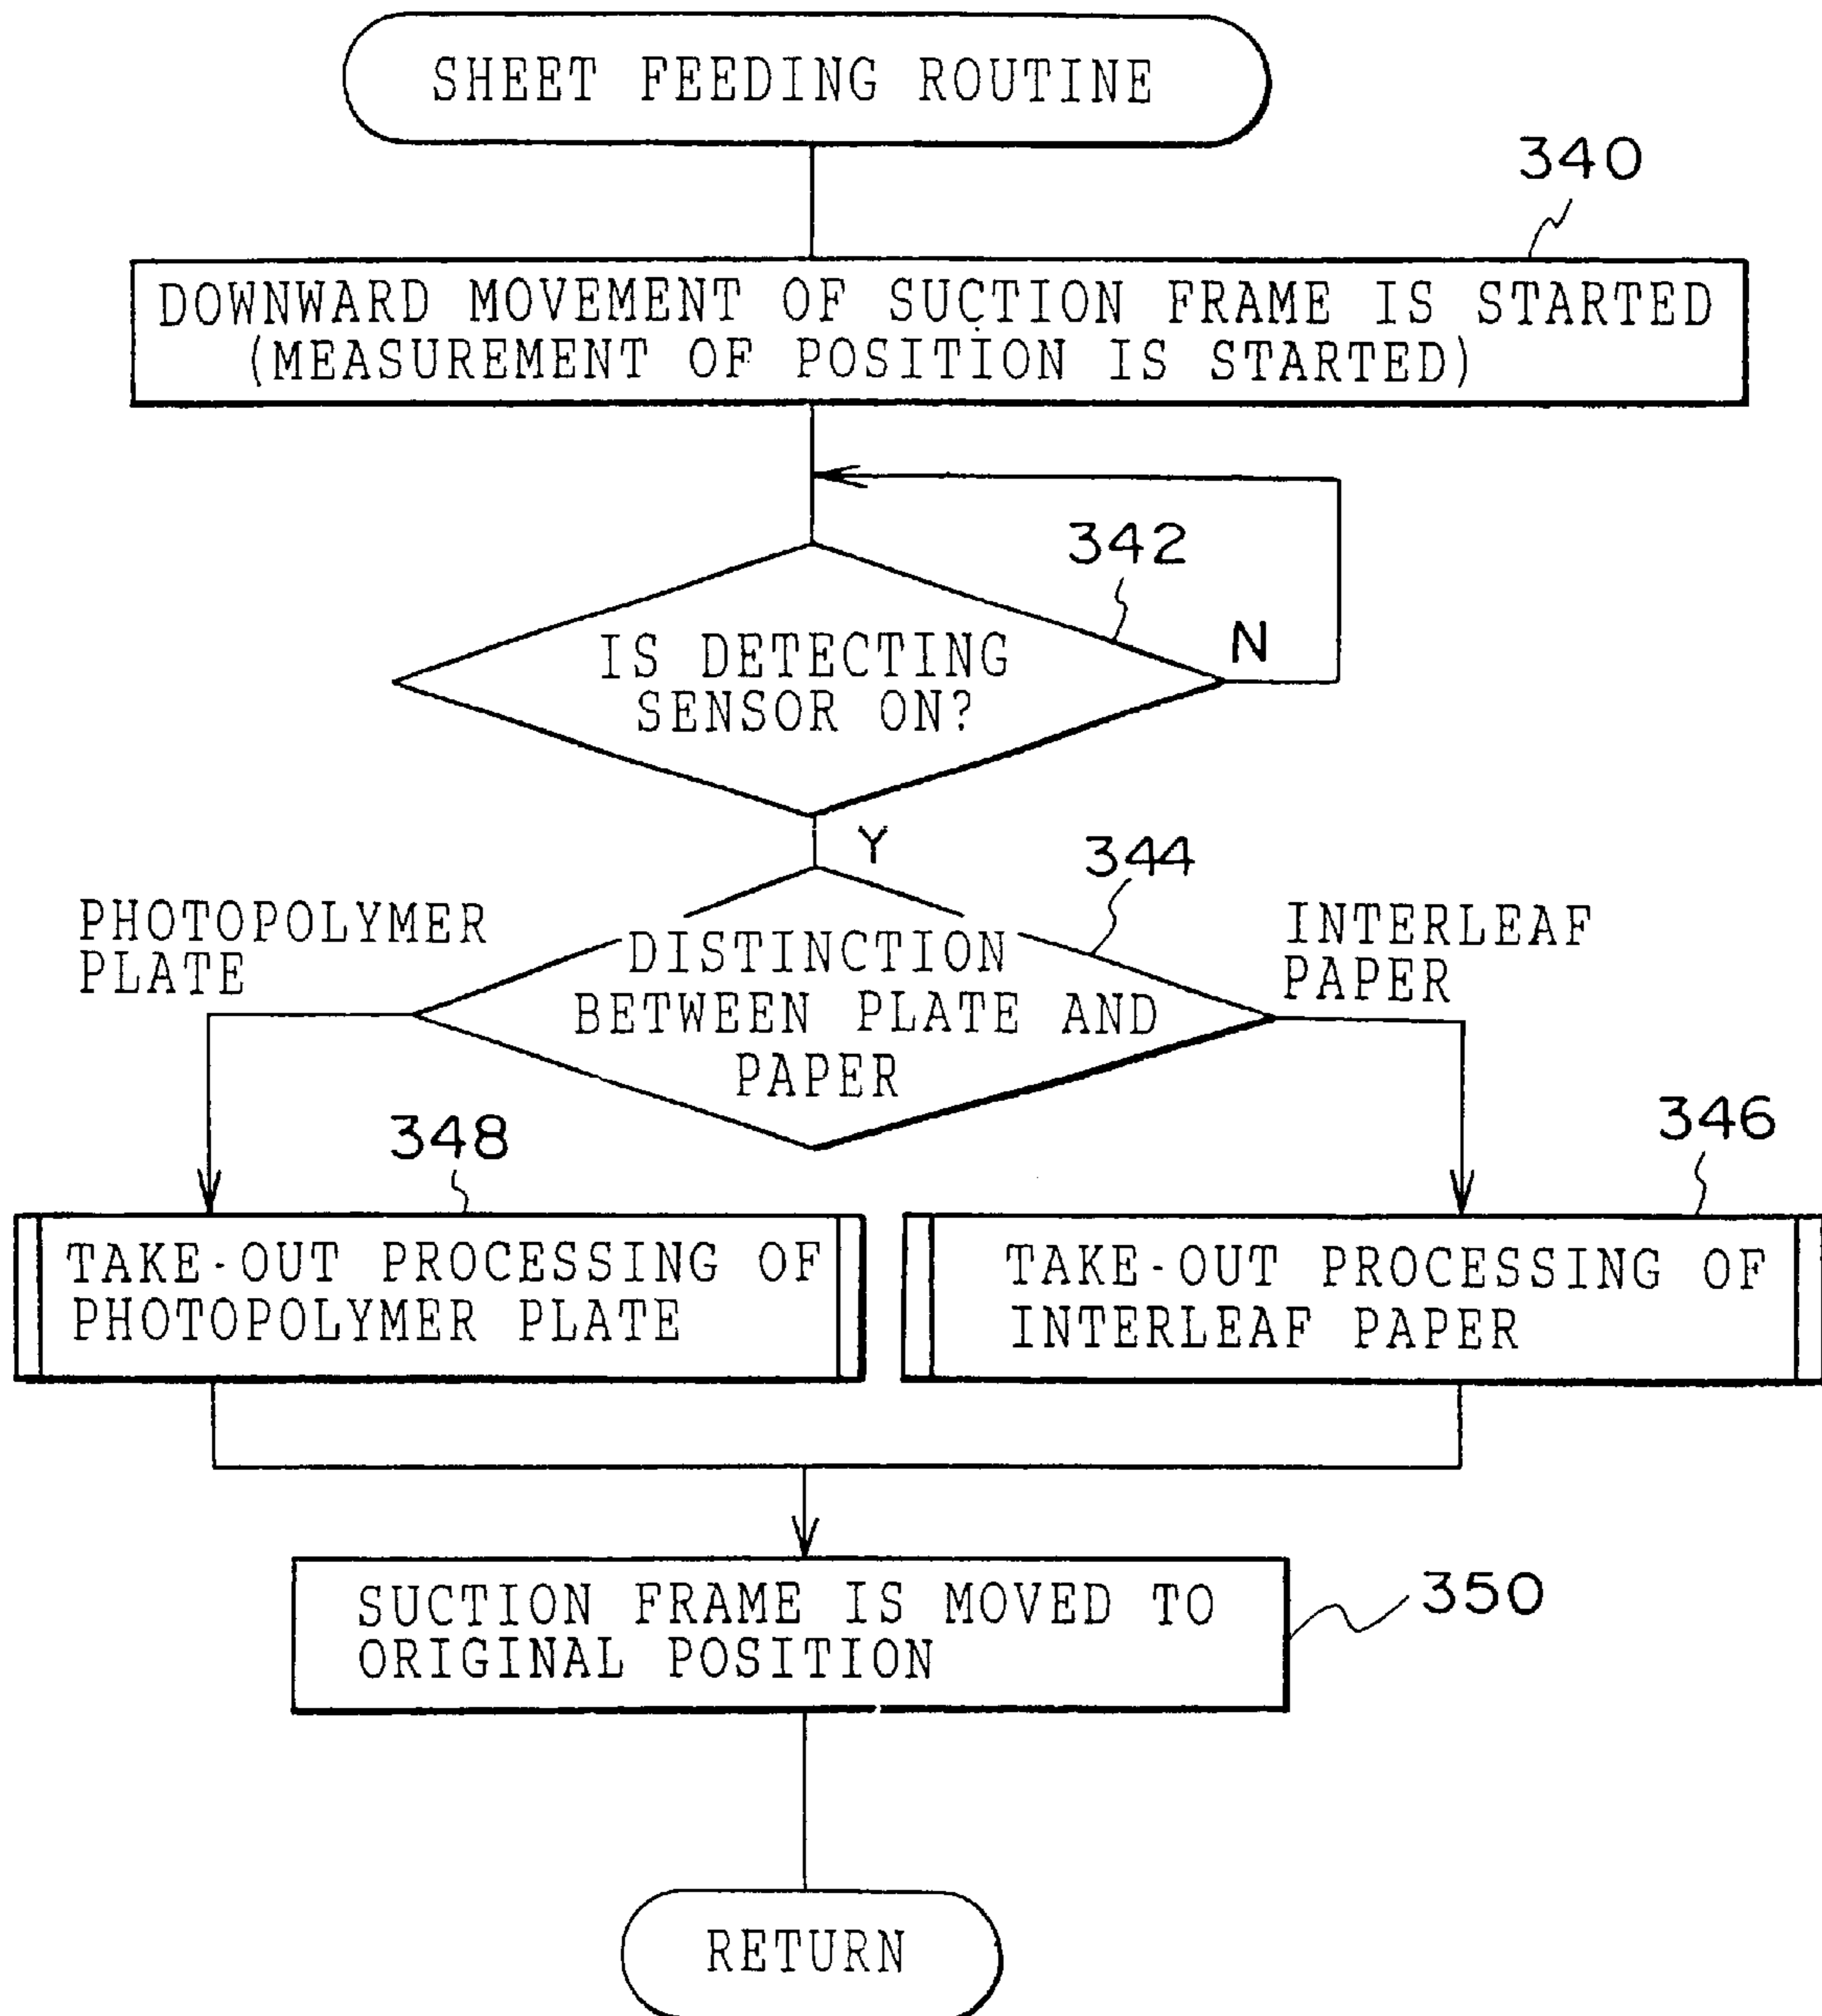 SHEET FEEDING ROUTINE
340
DOWNWARD MOVEMENT OF SUCTION FRAME IS STARTED
(MEASUREMENT OF POSITION IS STARTED)
342
IS DETECTING
SENSOR ON?
N
Y
344
PHOTOPOLYMER
PLATE
INTERLEAF
PAPER
DISTINCTION
BETWEEN PLATE AND
PAPER
348
346
TAKE-OUT PROCESSING OF
PHOTOPOLYMER PLATE
TAKE-OUT PROCESSING OF
INTERLEAF PAPER
SUCTION FRAME IS MOVED TO
ORIGINAL POSITION
350
RETURN